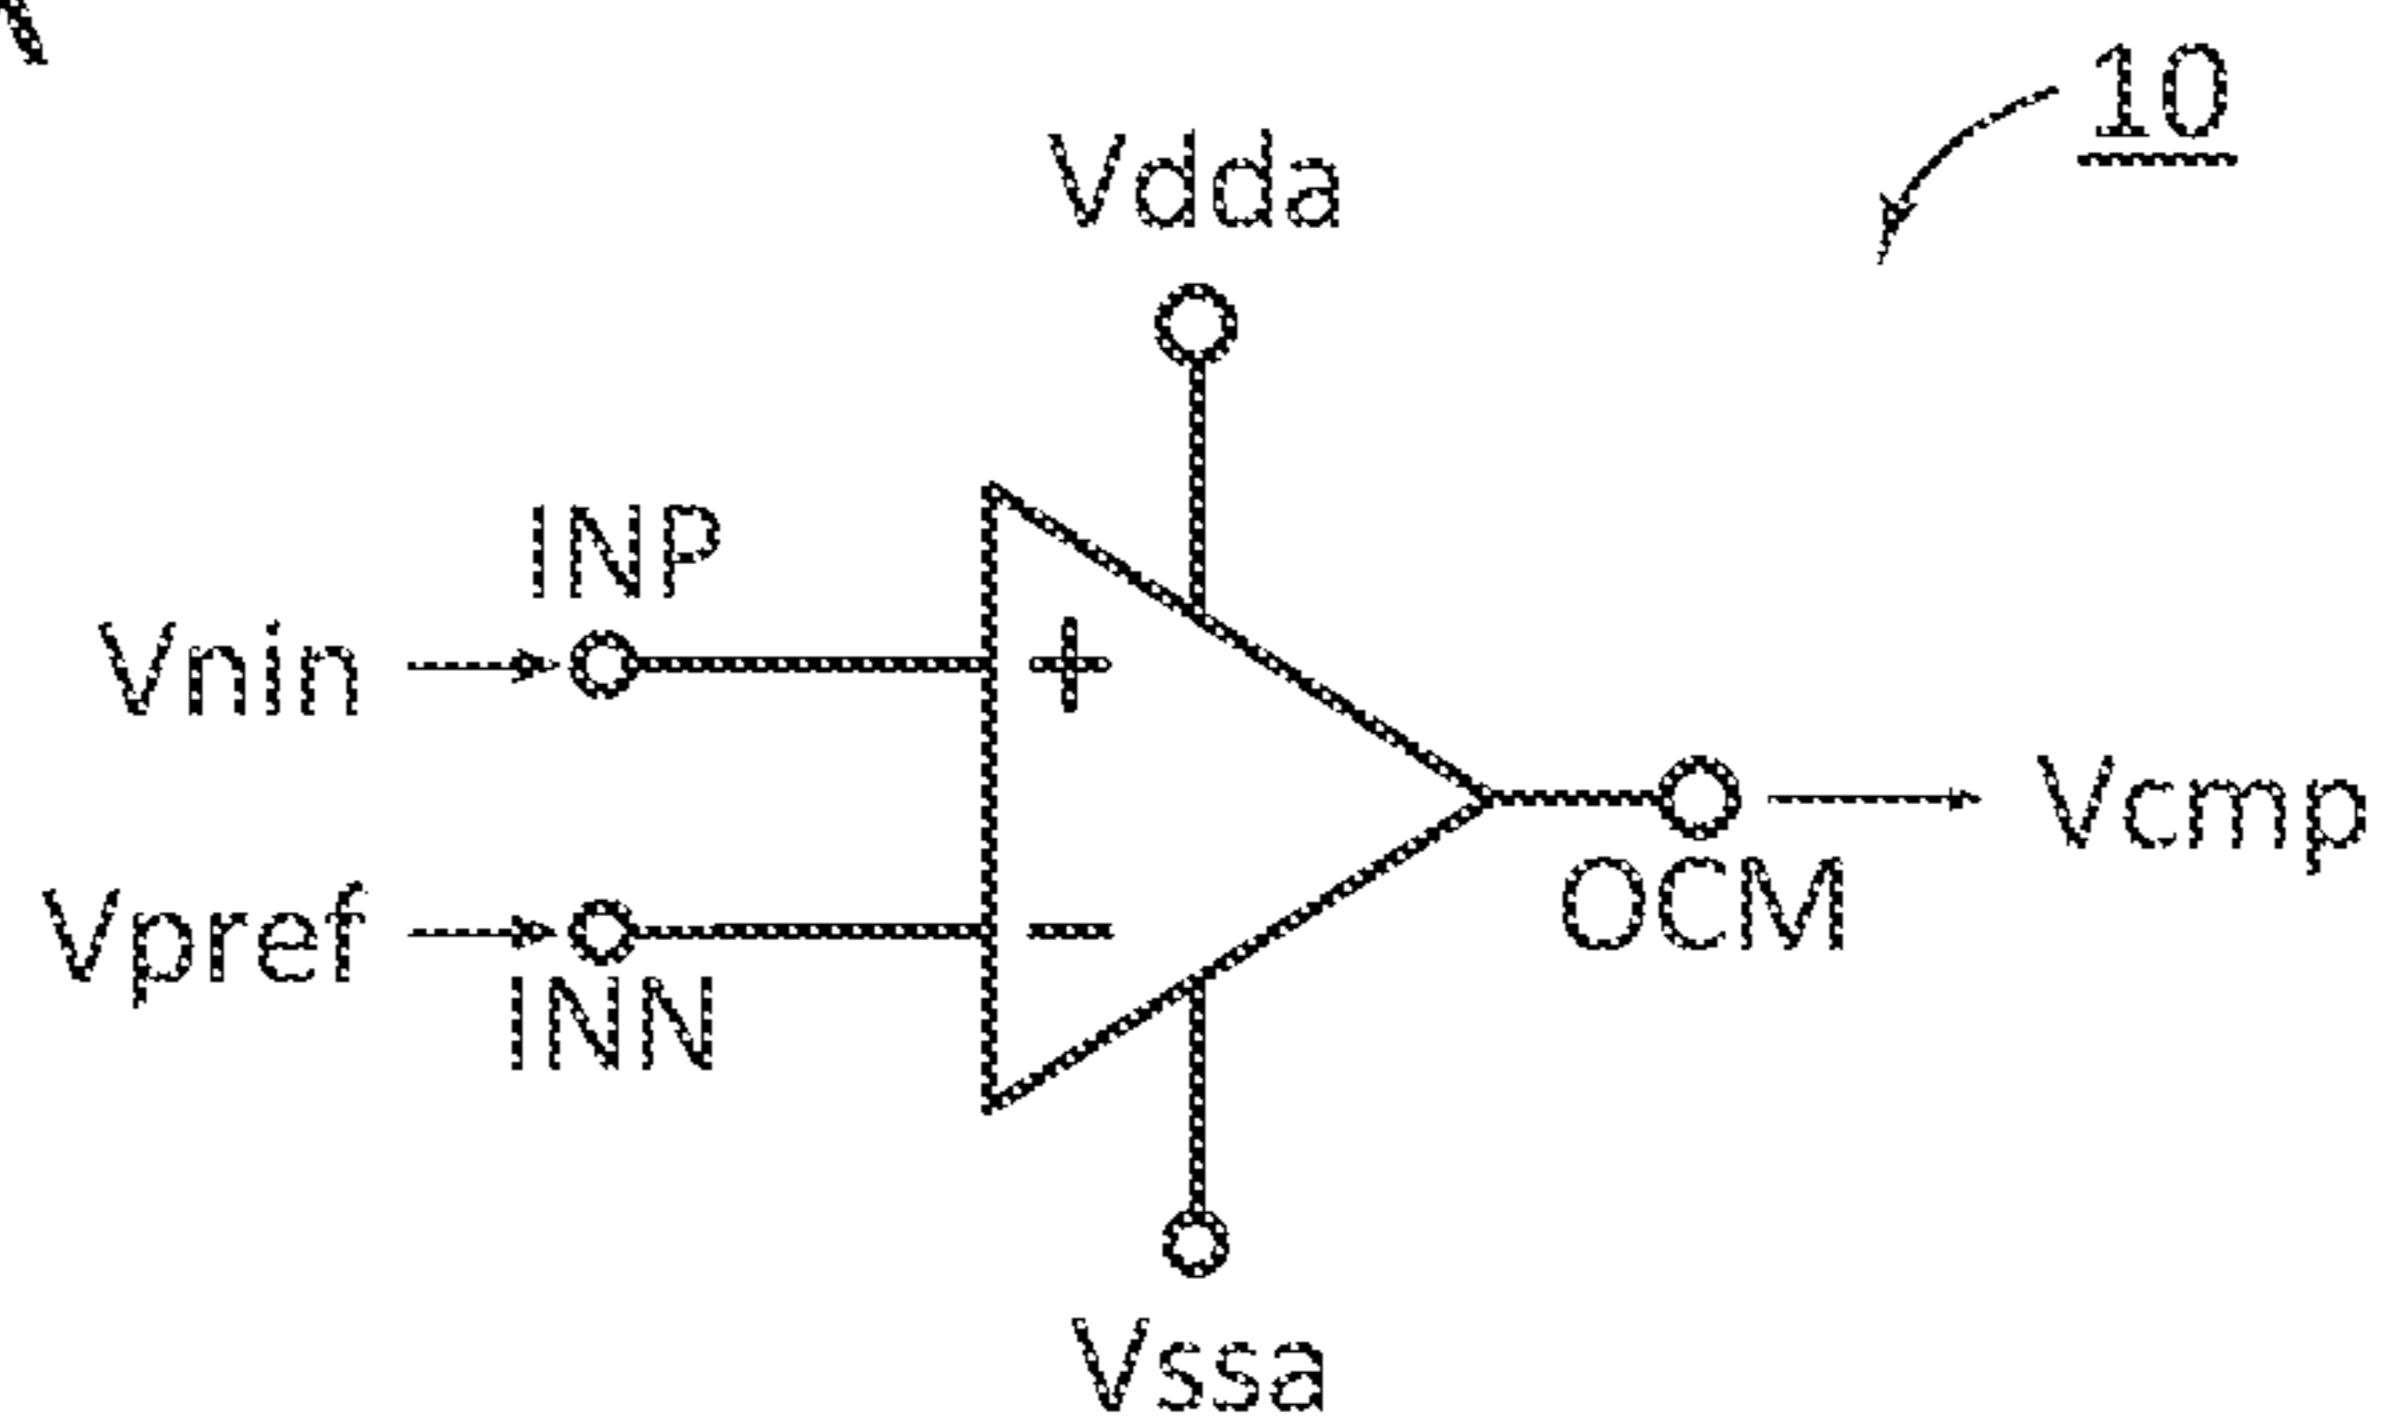 10
Vdda
INP
Vnin
+
Vcmp
OCM
Vpref
−
INN
Vssa